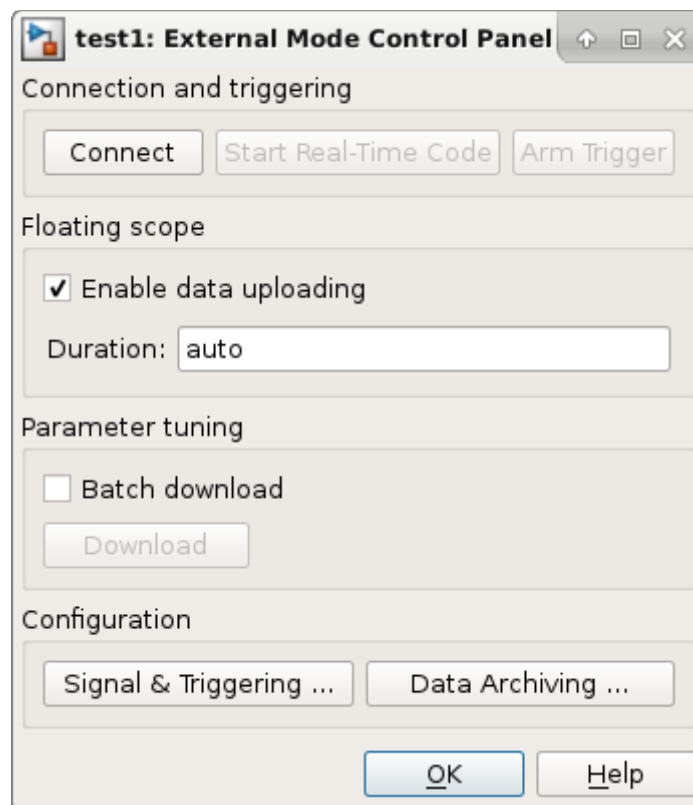 test1: External Mode Control Panel
Connection and triggering
Connect Start Real-Time Code Arm Trigger
Floating scope
Enable data uploading
Duration: auto
Parameter tuning
Batch download
Download
Configuration
Signal & Triggering ... Data Archiving ...
OK Help